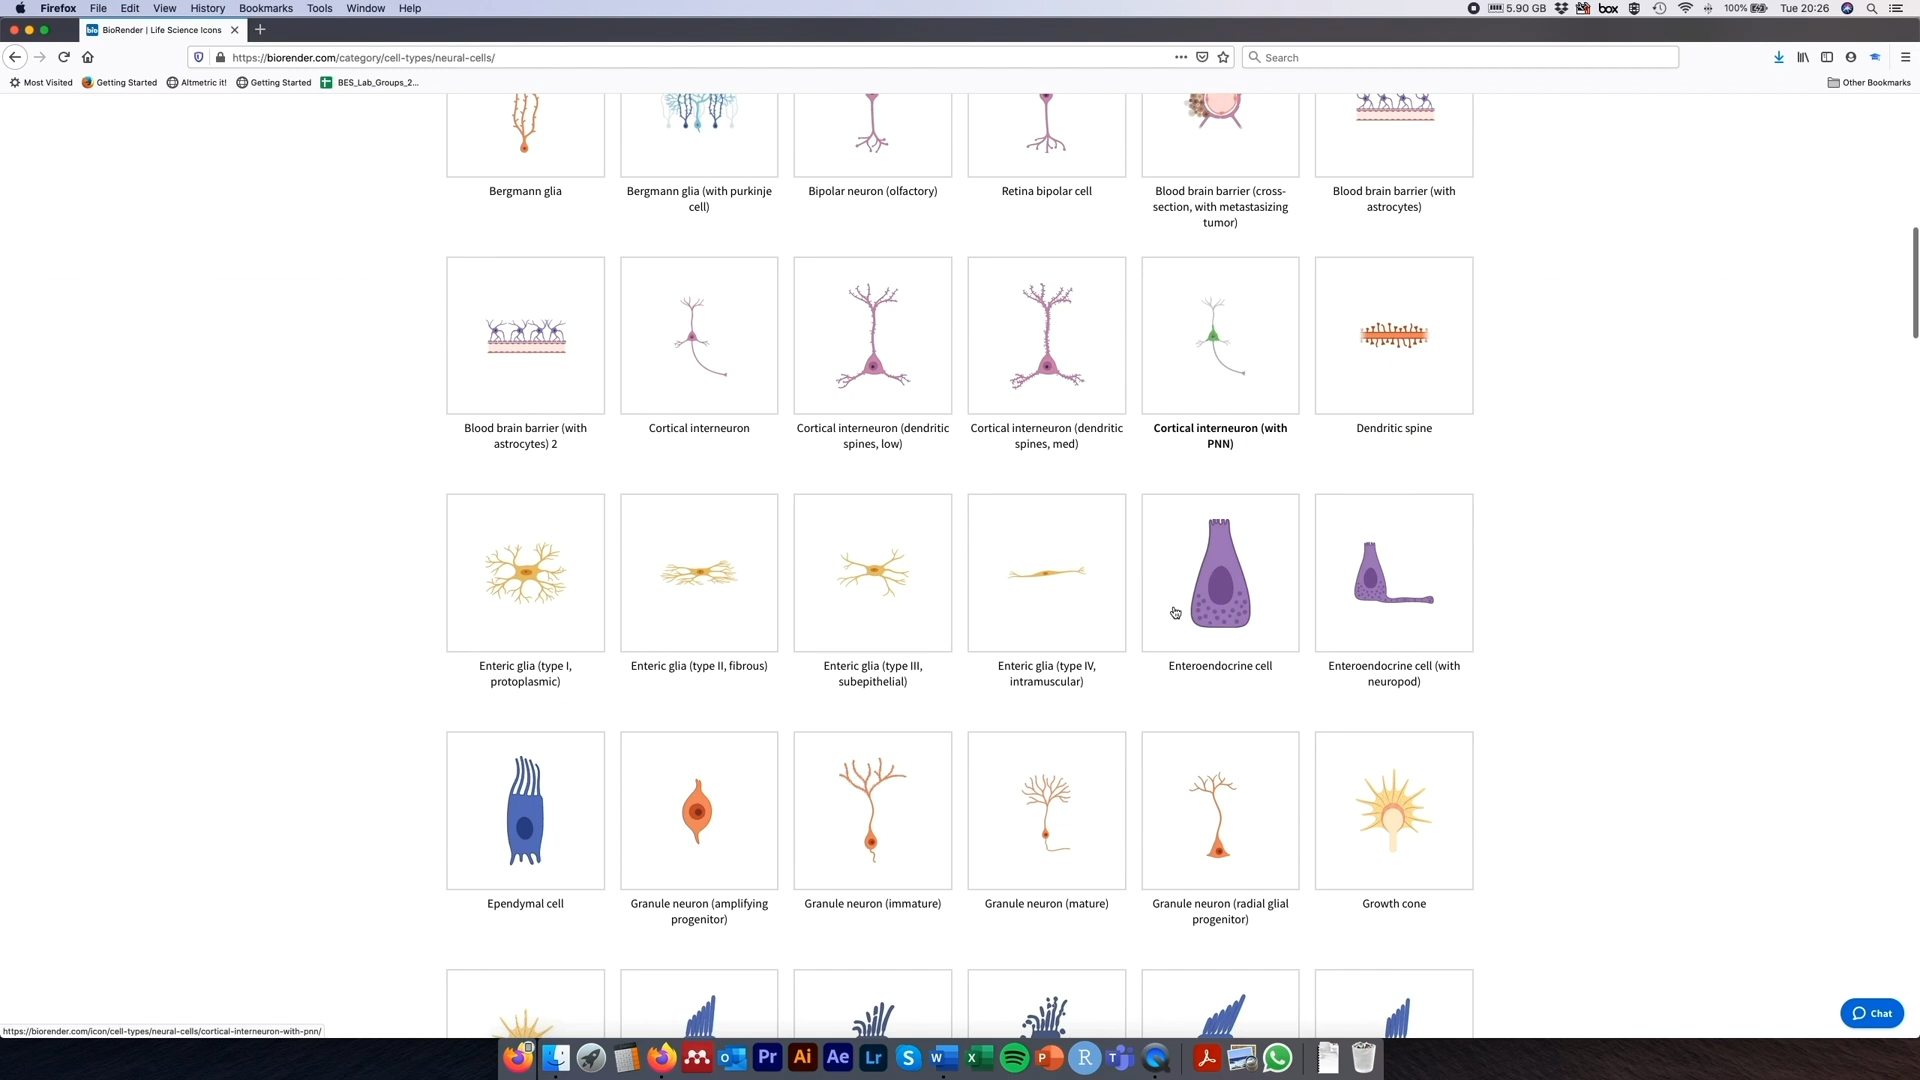 Firefox File Edit View History Bookmarks Tools Window Help
5.90 GB box 100% Tue 20:26
bio BioRender | Life Science Icons
https://biorender.com/category/cell-types/neural-cells/
Search
Most Visited Getting Started Altmetric it! Getting Started BES_Lab_Groups_2... Other Bookmarks
Bergmann glia
Bergmann glia (with purkinje
cell)
Bipolar neuron (olfactory)
Retina bipolar cell
Blood brain barrier (cross-
section, with metastasizing
tumor)
Blood brain barrier (with
astrocytes)
Blood brain barrier (with
astrocytes) 2
Cortical interneuron
Cortical interneuron (dendritic
spines, low)
Cortical interneuron (dendritic
spines, med)
Cortical interneuron (with
PNN)
Dendritic spine
Enteric glia (type I,
protoplasmic)
Enteric glia (type II, fibrous)
Enteric glia (type III,
subepithelial)
Enteric glia (type IV,
intramuscular)
Enteroendocrine cell
Enteroendocrine cell (with
neuropod)
Ependymal cell
Granule neuron (amplifying
progenitor)
Granule neuron (immature)
Granule neuron (mature)
Granule neuron (radial glial
progenitor)
Growth cone
Chat
https://biorender.com/icon/cell-types/neural-cells/cortical-interneuron-with-pnn/
Pr Ai Ae Lr S W X P R T